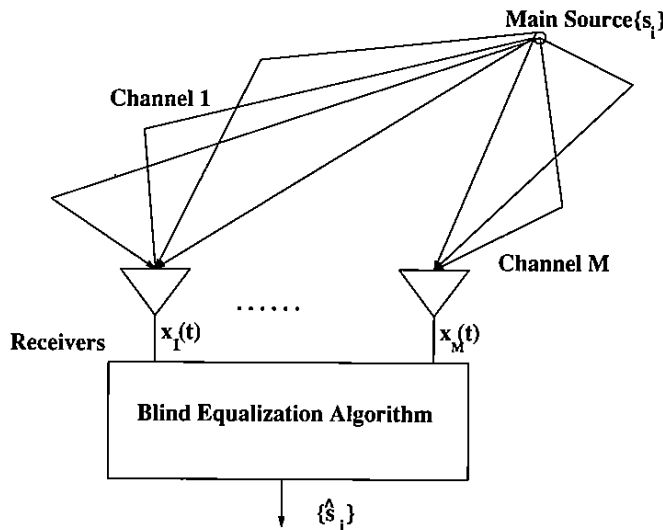 Main Source{s_i}
Channel 1
Channel M
......
Receivers
x_1(t)
x_M(t)
Blind Equalization Algorithm
{ŝ_i}